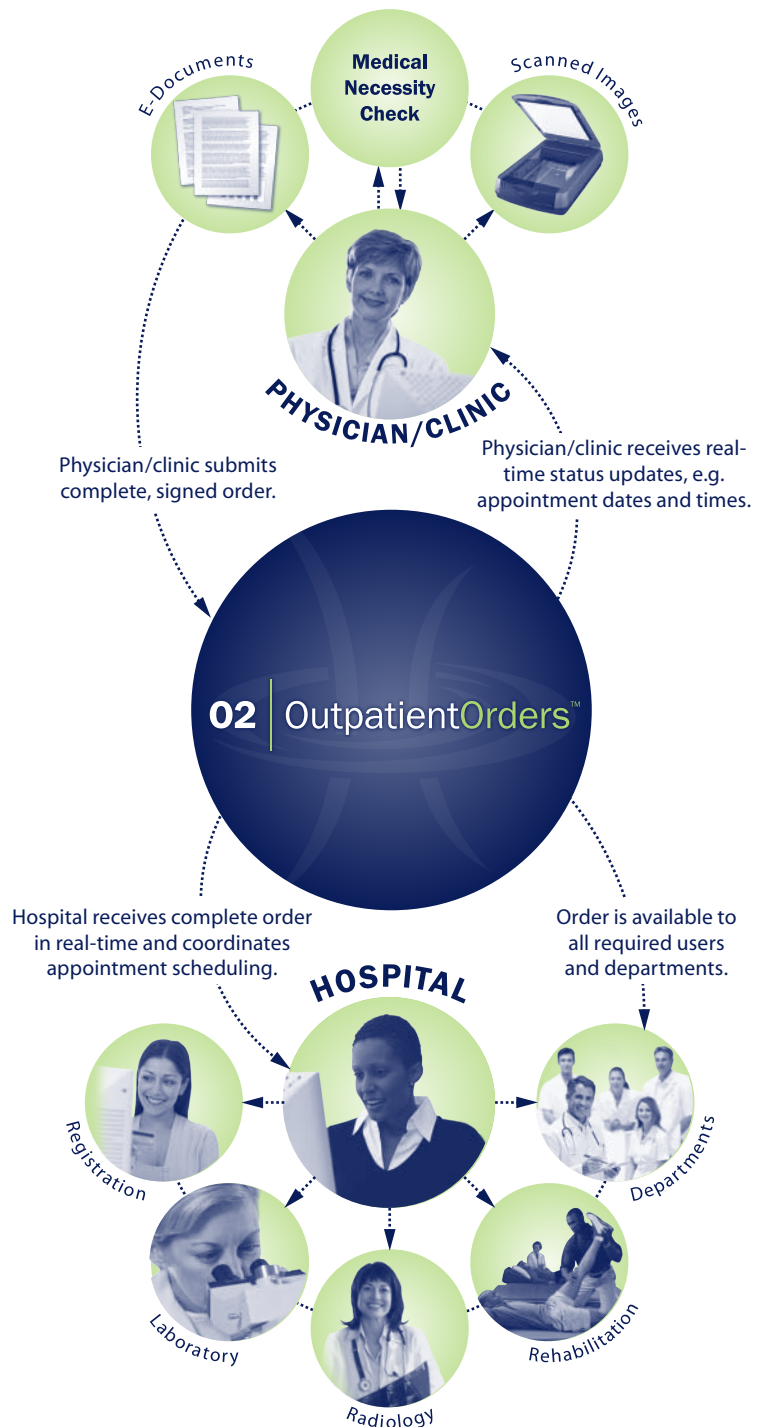 E-Documents
Medical
Necessity
Check
Scanned Images
PHYSICIAN/CLINIC
Physician/clinic submits
complete, signed order.
Physician/clinic receives real-
time status updates, e.g.
appointment dates and times.
02 | OutpatientOrders™
Hospital receives complete order
in real-time and coordinates
appointment scheduling.
Order is available to
all required users
and departments.
HOSPITAL
Registration
Departments
Laboratory
Rehabilitation
Radiology